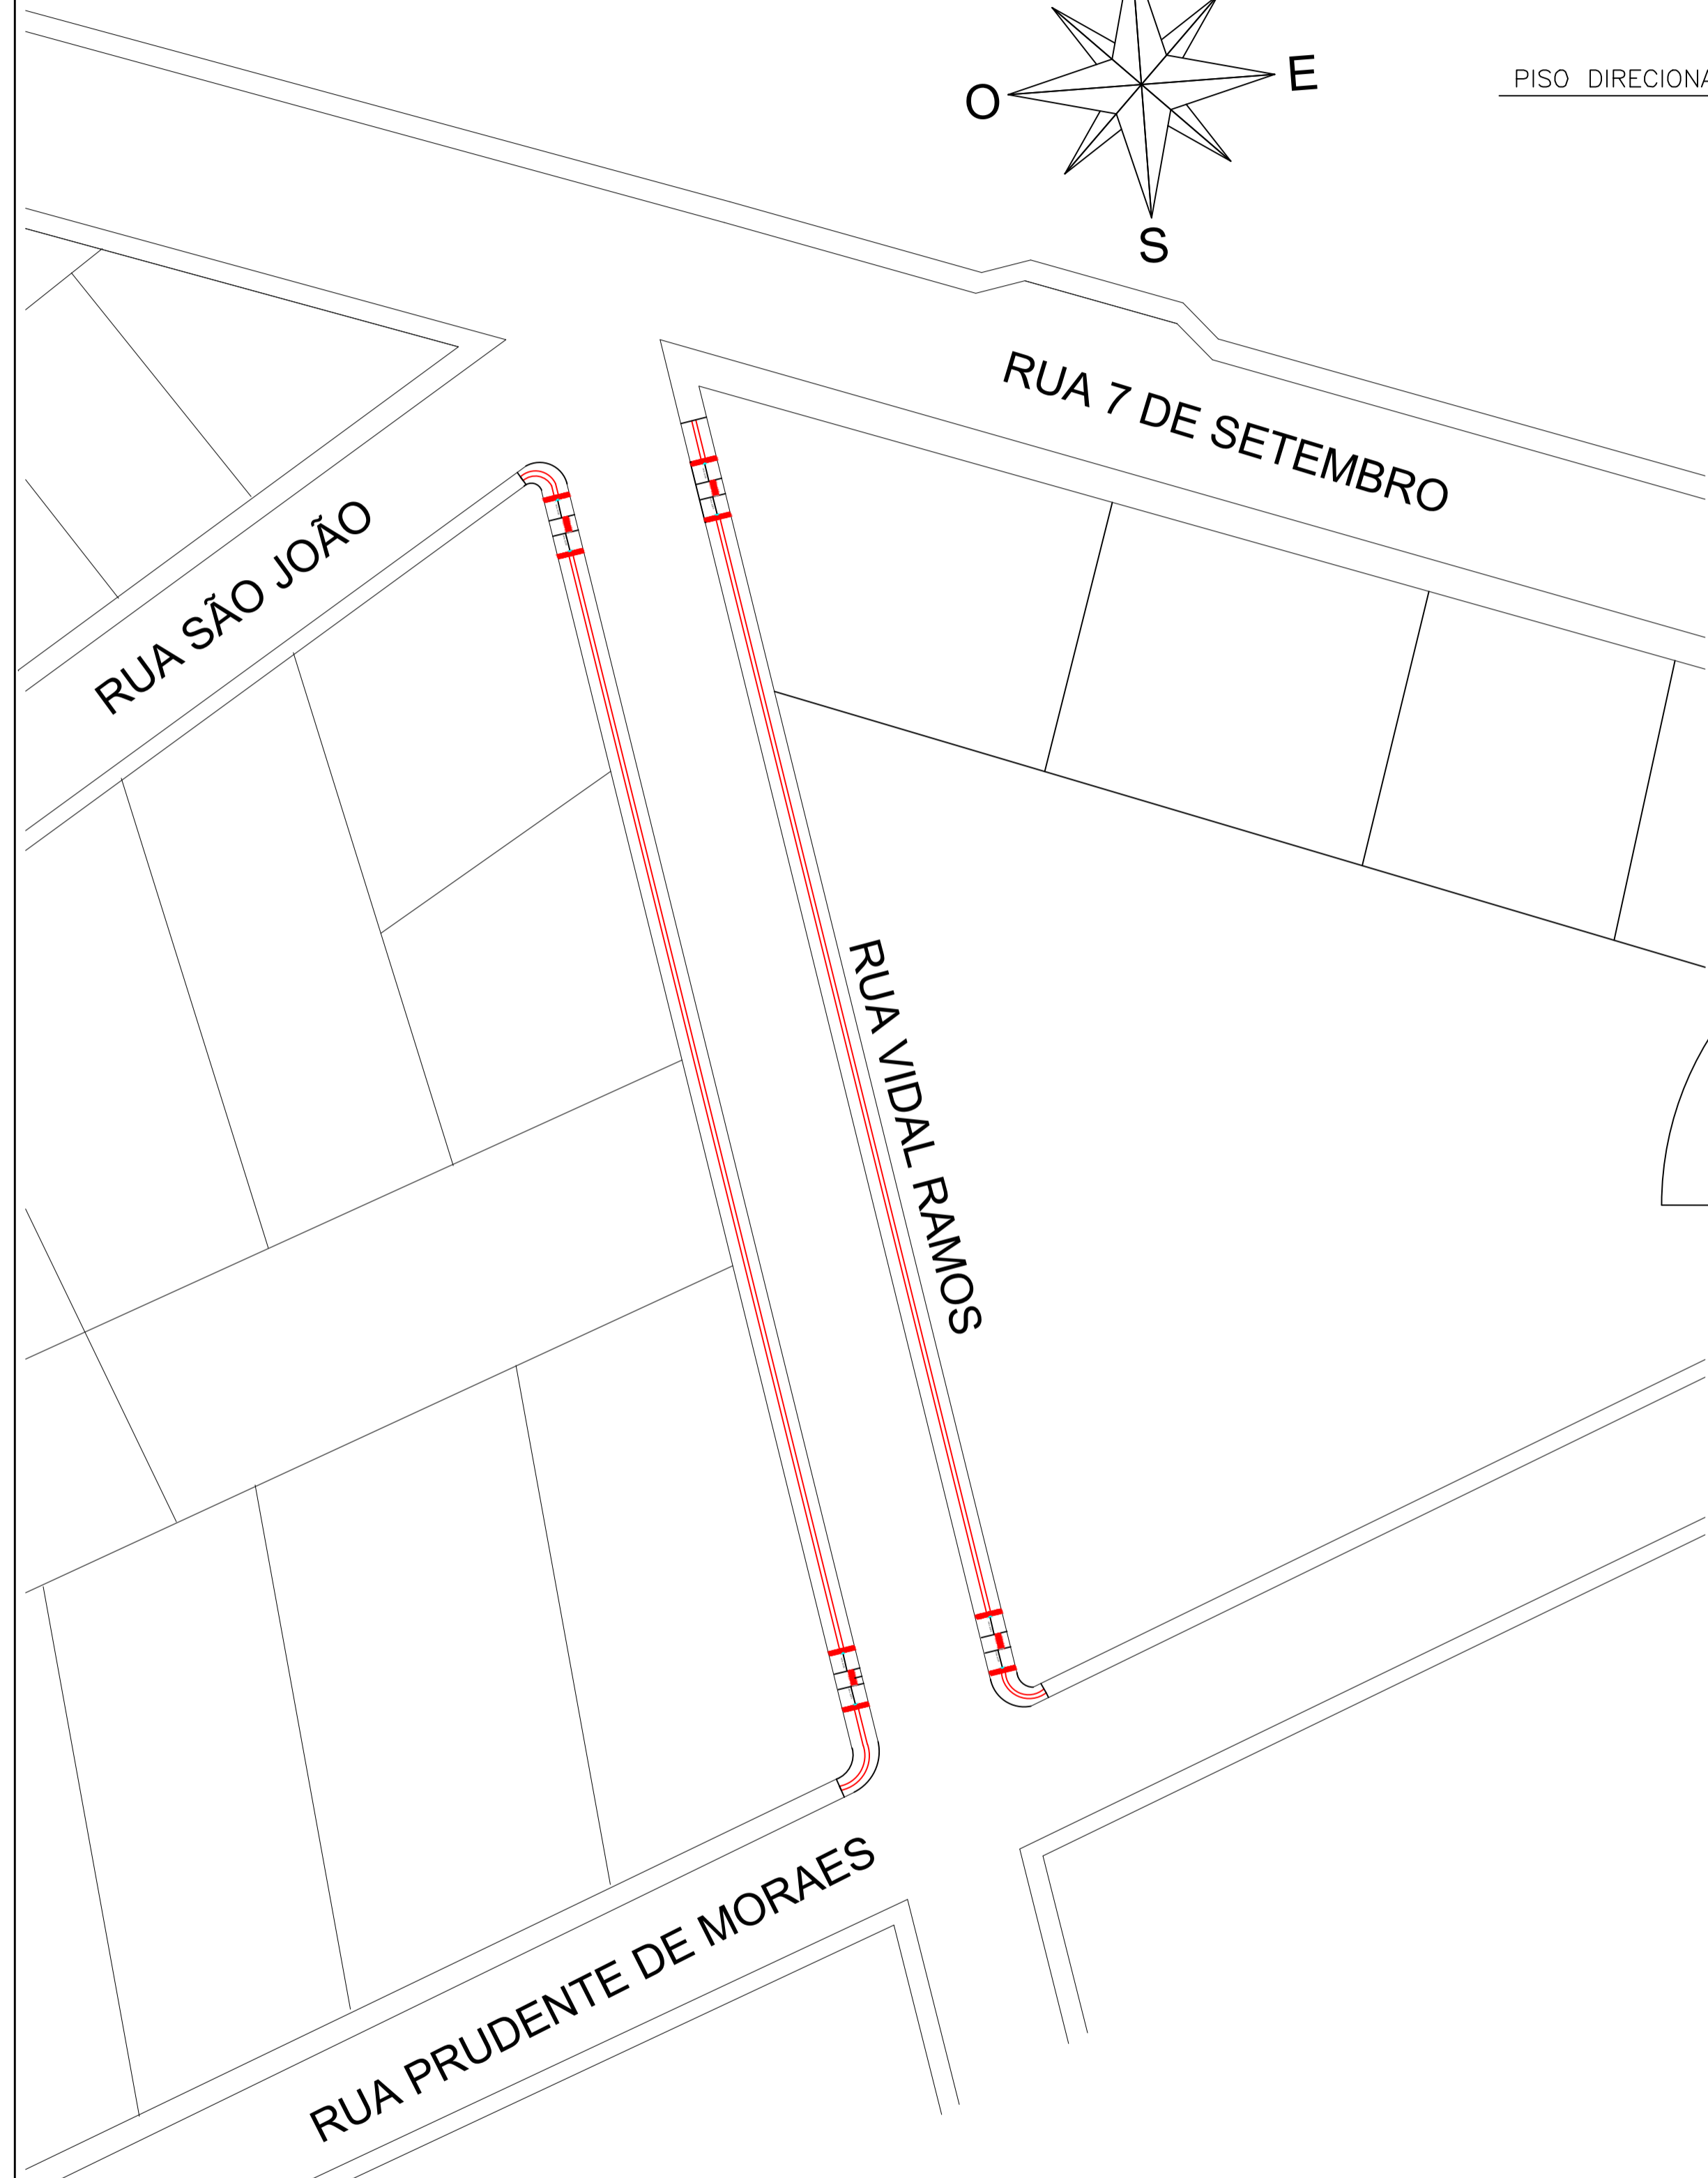 E
O
PISO DIRECIONA
S
RUA 7 DE SETEMBRO
RUA SÃO JOÃO
RUA VIDAL RAMOS
RUA PRUDENTE DE MORAES